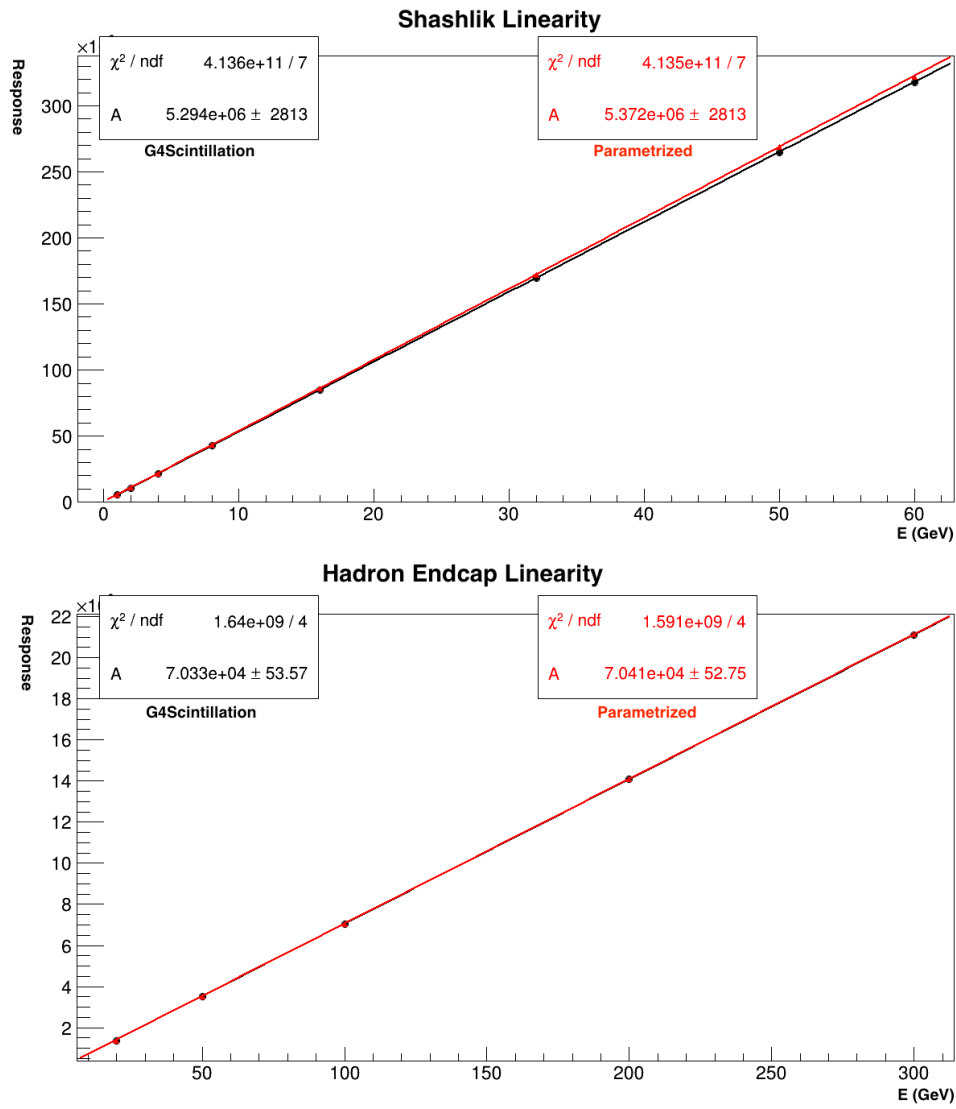 Shashlik Linearity
×1
Response
χ² / ndf 4.136e+11 / 7
A 5.294e+06 ± 2813
G4Scintillation
χ² / ndf 4.135e+11 / 7
A 5.372e+06 ± 2813
Parametrized
300
250
200
150
100
50
0
0 10 20 30 40 50 60
E (GeV)
Hadron Endcap Linearity
×10
Response
χ² / ndf 1.64e+09 / 4
A 7.033e+04 ± 53.57
G4Scintillation
χ² / ndf 1.591e+09 / 4
A 7.041e+04 ± 52.75
Parametrized
22
20
18
16
14
12
10
8
6
4
2
50 100 150 200 250 300
E (GeV)